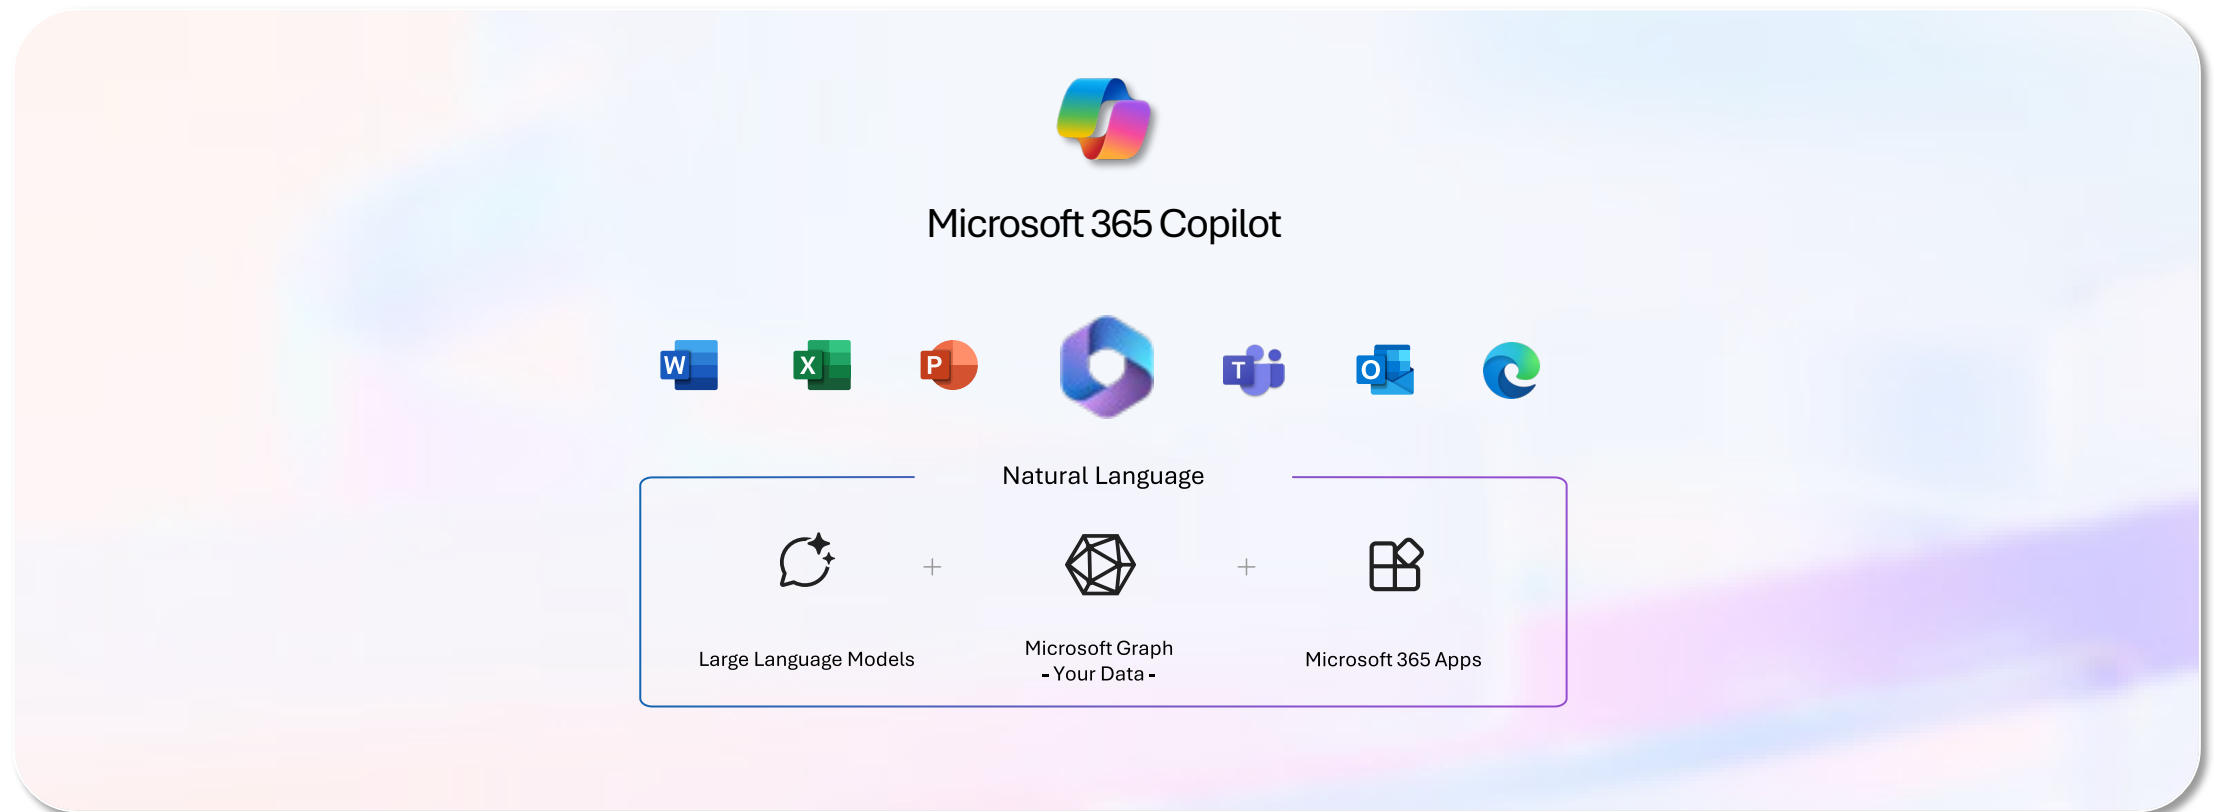 Microsoft 365 Copilot
W
X
P
T
O
Natural Language
+
+
Large Language Models
Microsoft Graph
- Your Data -
Microsoft 365 Apps